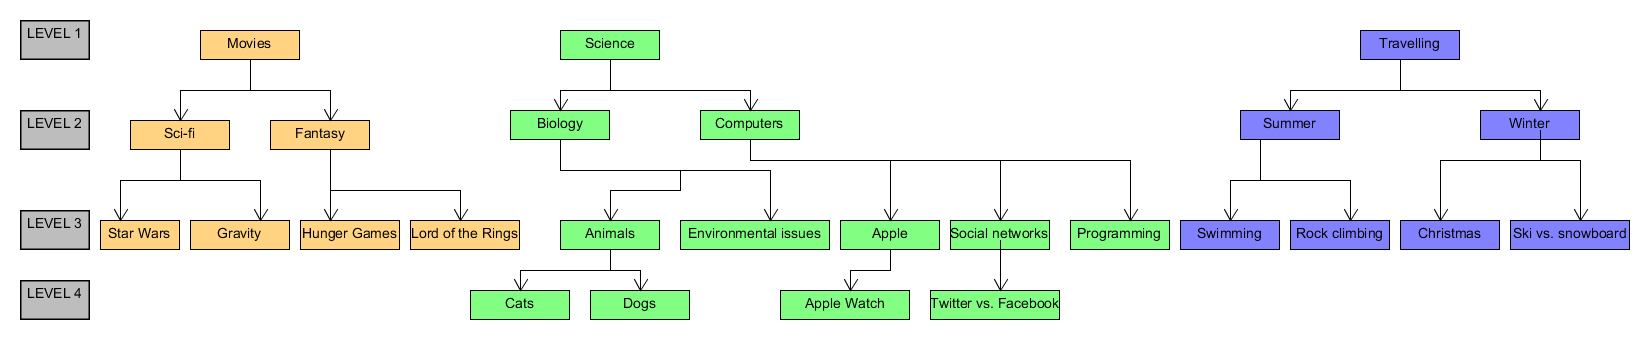 LEVEL 1
Movies
Science
Travelling
LEVEL 2
Sci-fi
Fantasy
Biology
Computers
Summer
Winter
LEVEL 3
Star Wars
Gravity
Hunger Games
Lord of the Rings
Animals
Environmental issues
Apple
Social networks
Programming
Swimming
Rock climbing
Christmas
Ski vs. snowboard
LEVEL 4
Cats
Dogs
Apple Watch
Twitter vs. Facebook